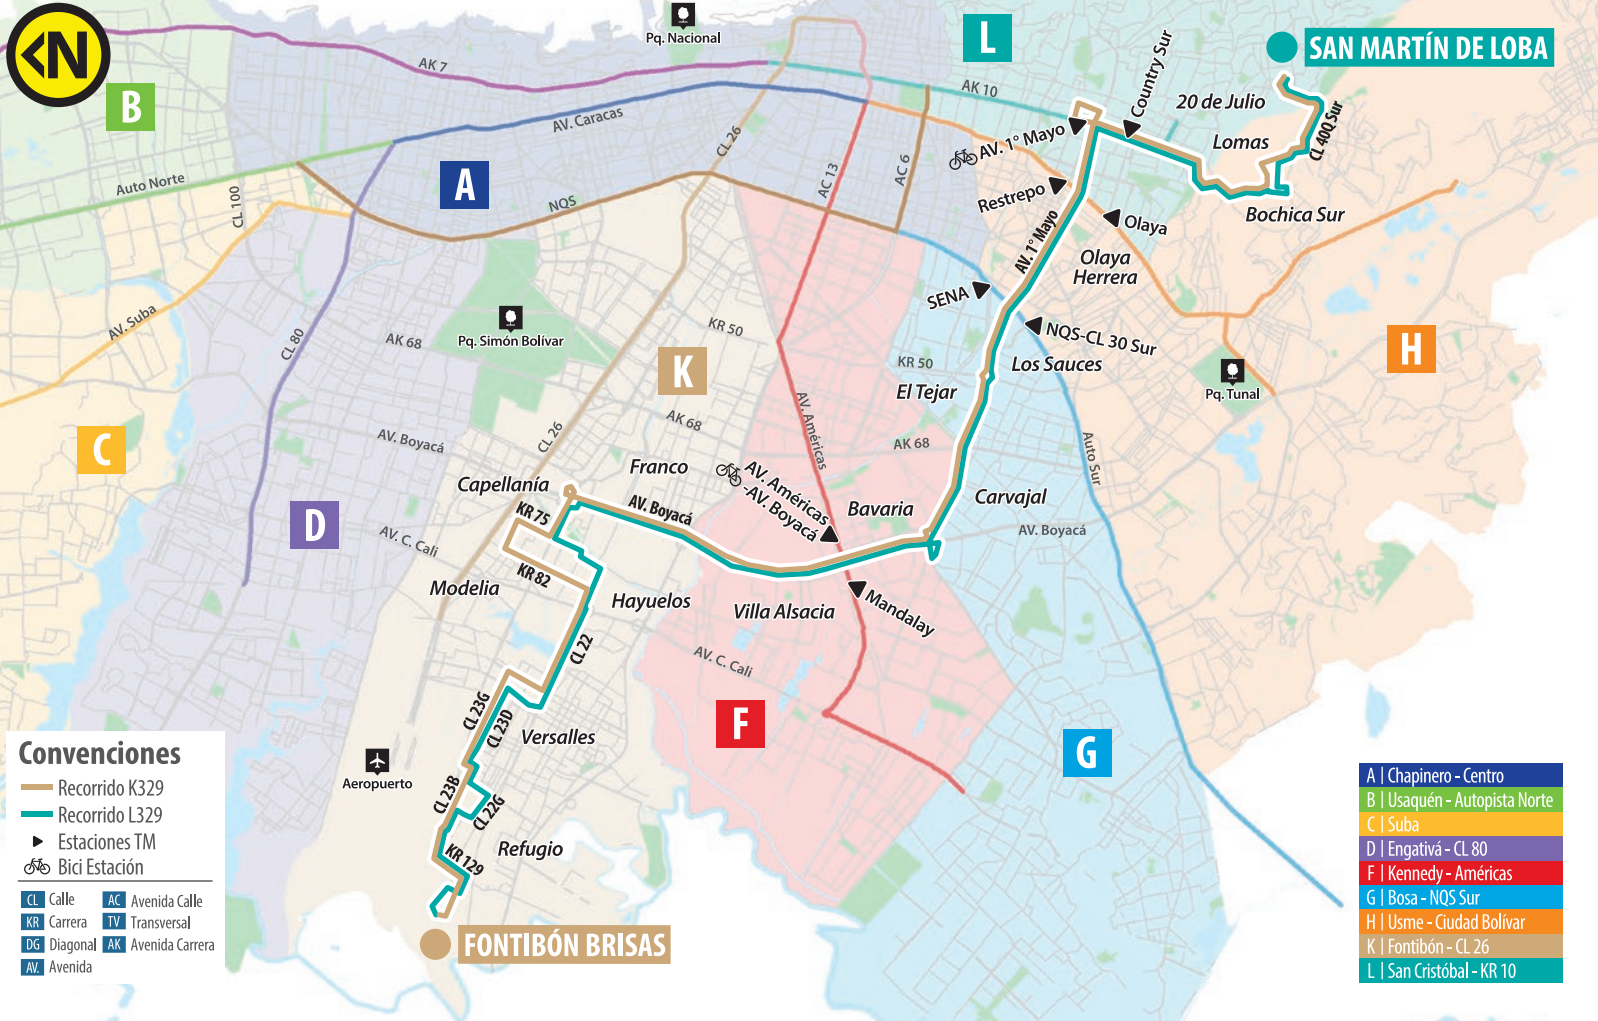 N
Pq. Nacional
L
SAN MARTÍN DE LOBA
AK 7
B
AK 10
Country Sur
20 de Julio
Lomas
CL 40Q Sur
AV. Caracas
CL 26
AV. 1° Mayo
A
Auto Norte
CL 100
NQS
AC 13
AC 6
Restrepo
Bochica Sur
Olaya
AV. 1° Mayo
Olaya
Herrera
SENA
AV. Suba
CL 80
AK 68
Pq. Simón Bolívar
KR 50
NQS-CL 30 Sur
Los Sauces
H
K
KR 50
El Tejar
Pq. Tunal
AV. Américas
AK 68
CL 26
AV. Boyacá
C
AK 68
Auto Sur
Franco
AV. Américas
-AV. Boyacá
Capellanía
KR 75
AV. Boyacá
Bavaria
Carvajal
D
AV. C. Cali
AV. Boyacá
KR 82
Modelia
Hayuelos
Villa Alsacia
Mandalay
CL 22
AV. C. Cali
CL 23G
CL 23D
Versalles
F
G
Aeropuerto
CL 23B
CL 22G
KR 129
Refugio
FONTIBÓN BRISAS
Convenciones
Recorrido K329
Recorrido L329
Estaciones TM
Bici Estación
CL Calle
AC Avenida Calle
KR Carrera
TV Transversal
DG Diagonal
AK Avenida Carrera
AV. Avenida
A | Chapinero - Centro
B | Usaquén - Autopista Norte
C | Suba
D | Engativá - CL 80
F | Kennedy - Américas
G | Bosa - NQS Sur
H | Usme - Ciudad Bolívar
K | Fontibón - CL 26
L | San Cristóbal - KR 10